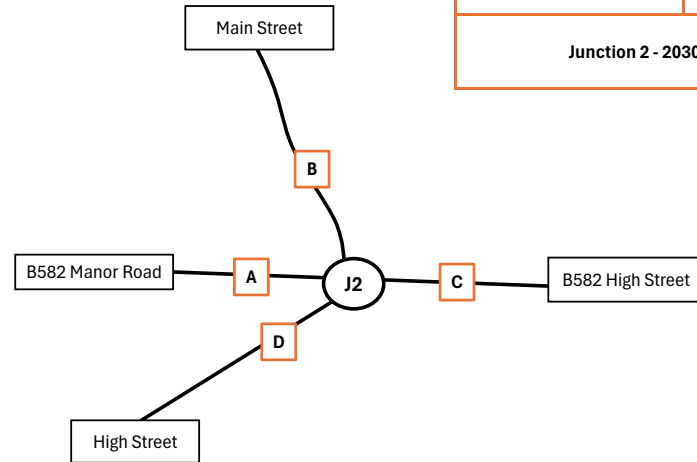 Main Street
Junction 2 - 2030
B
B582 Manor Road
A
J2
C
B582 High Street
D
High Street